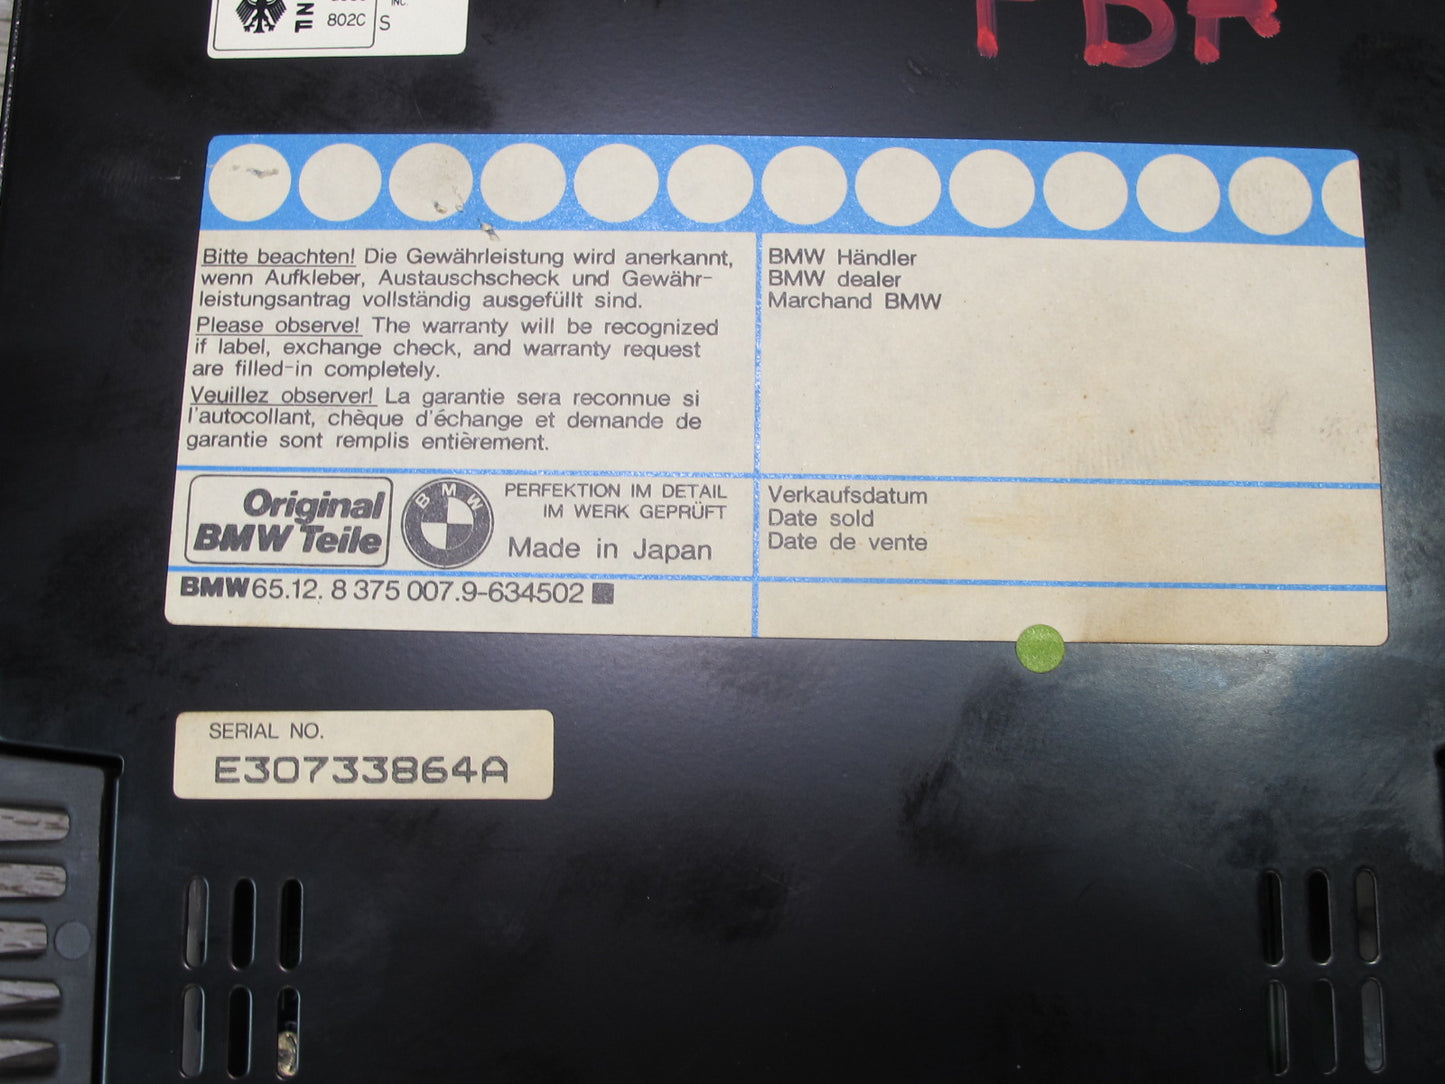 INC.
802C
S
Bitte beachten! Die Gewährleistung wird anerkannt,
wenn Aufkleber, Austauschscheck und Gewähr-
leistungsantrag vollständig ausgefüllt sind.
Please observe! The warranty will be recognized
if label, exchange check, and warranty request
are filled-in completely.
Veuillez observer! La garantie sera reconnue si
l'autocollant, chèque d'échange et demande de
garantie sont remplis entièrement.
BMW Händler
BMW dealer
Marchand BMW
Original
BMW Teile
BMW
PERFEKTION IM DETAIL
IM WERK GEPRÜFT
Made in Japan
Verkaufsdatum
Date sold
Date de vente
BMW 65.12. 8 375 007.9-634502
SERIAL NO.
E30733864A